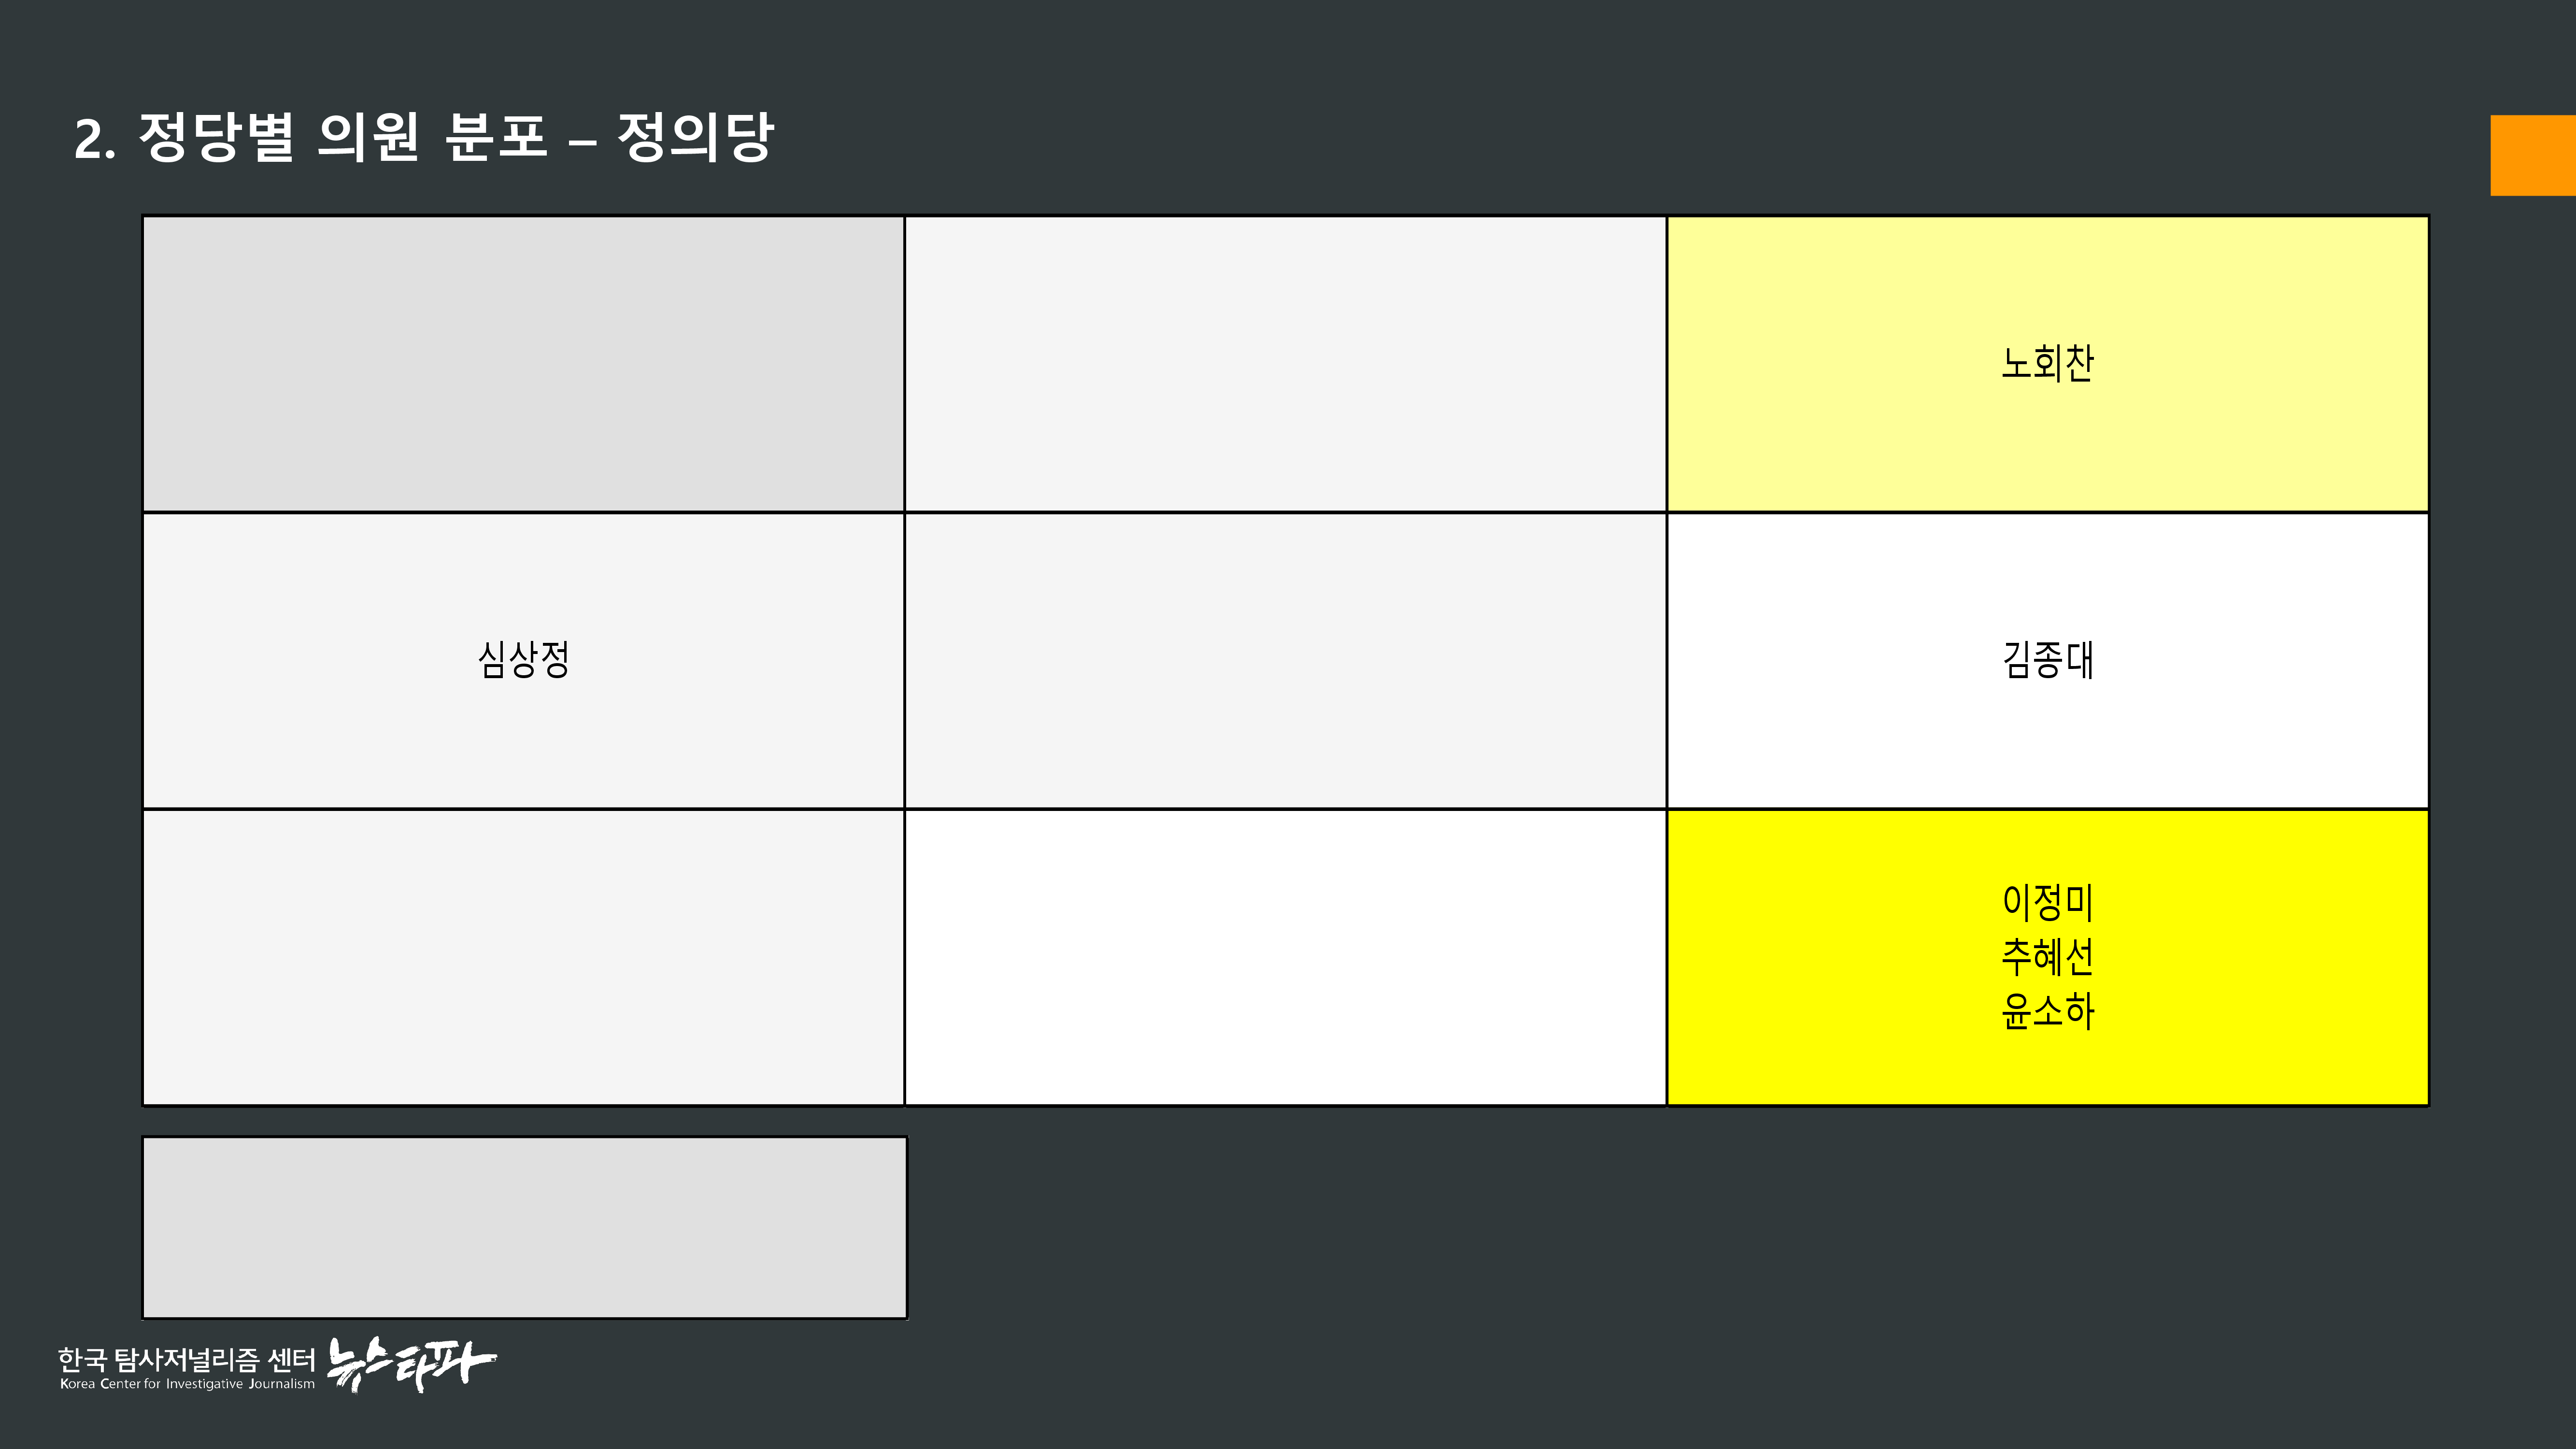 2. 정당별 의원 분포 – 정의당
노회찬
심상정
김종대
이정미
추혜선
윤소하
한국 탐사저널리즘 센터
Korea Center for Investigative Journalism
뉴스타파